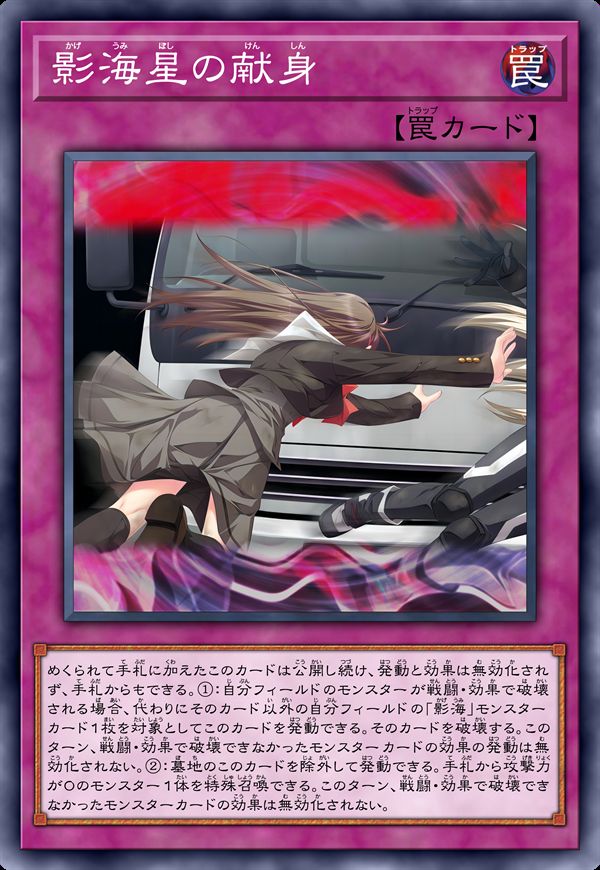 影海星の献身
罠
【罠カード】
めくられて手札に加えたこのカードは公開し続け、発動と効果は無効化され
ず、手札からもできる。①：自分フィールドのモンスターが戦闘・効果で破壊
される場合、代わりにそのカード以外の自分フィールドの「影海」モンスター
カード１枚を対象としてこのカードを発動できる。そのカードを破壊する。この
ターン、戦闘・効果で破壊できなかったモンスターカードの効果の発動は無
効化されない。②：墓地のこのカードを除外して発動できる。手札から攻撃力
が０のモンスター１体を特殊召喚できる。このターン、戦闘・効果で破壊でき
なかったモンスターカードの効果は無効化されない。